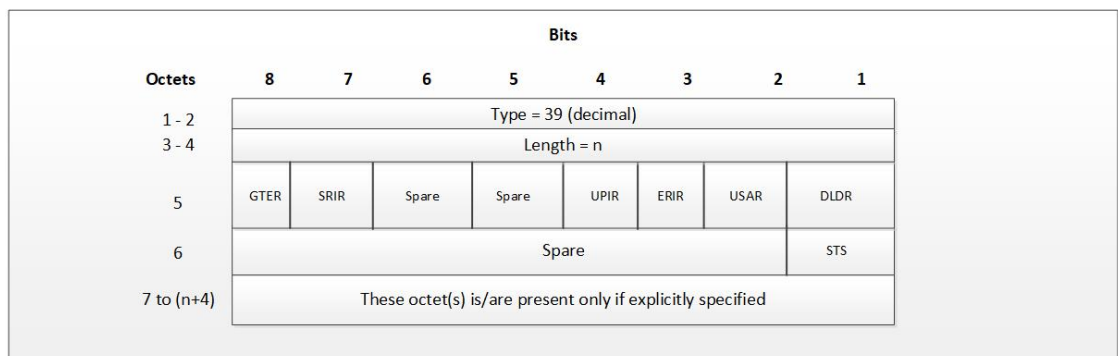 Bits
Octets 8 7 6 5 4 3 2 1
1 - 2 Type = 39 (decimal)
3 - 4 Length = n
5 GTER SRIR Spare Spare UPIR ERIR USAR DLDR
6 Spare STS
7 to (n+4) These octet(s) is/are present only if explicitly specified